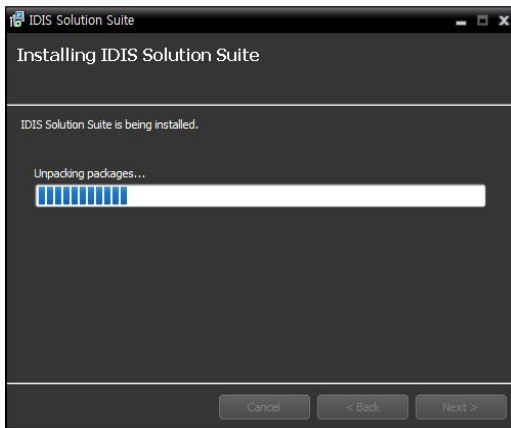 IDIS Solution Suite
Installing IDIS Solution Suite
IDIS Solution Suite is being installed.
Unpacking packages...
Cancel
< Back
Next >